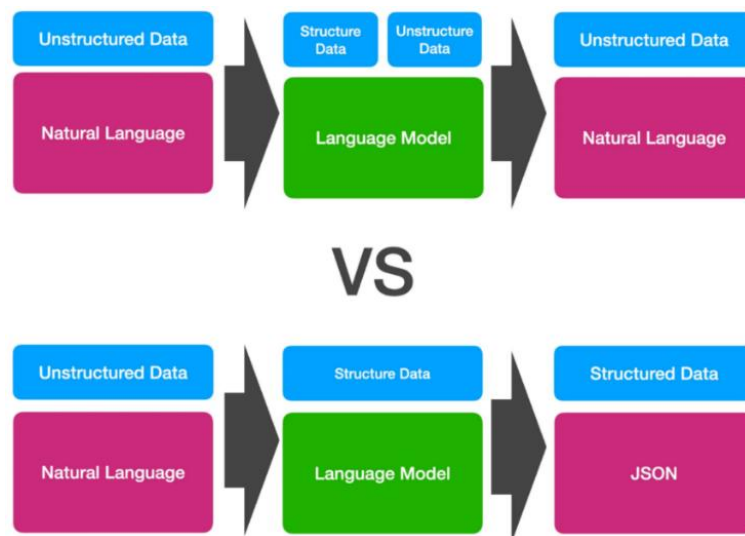 Unstructured Data
Structure
Data
Unstructure
Data
Unstructured Data
Natural Language
Language Model
Natural Language
VS
Unstructured Data
Structure Data
Structured Data
Natural Language
Language Model
JSON